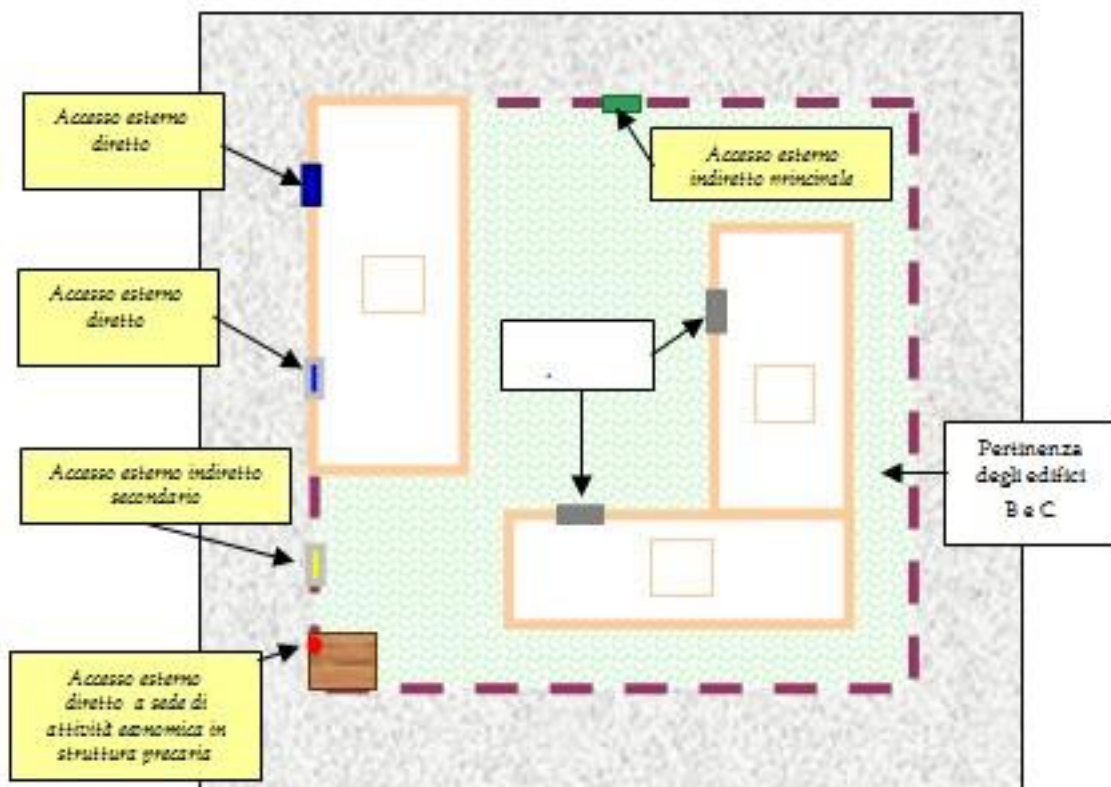 Accesso esterno
diretto
Accesso esterno
indiretto principale
Accesso esterno
diretto
Accesso esterno indiretto
secondario
Pertinenza
degli edifici
B e C
Accesso esterno
diretto a sede di
attività economica in
struttura precaria